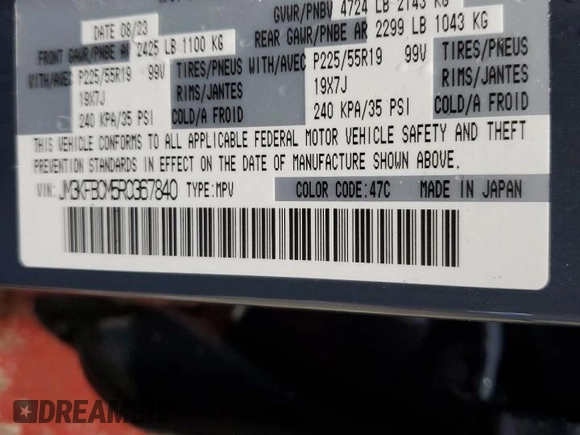 GVWR/PNBV 4724 LB 2143 KG
DATE 08/23
FRONT GAWR/PNBE AR 2425 LB 1100 KG
REAR GAWR/PNBE AR 2299 LB 1043 KG
WITH/AVEC P225/55R19 99V TIRES/PNEUS
19X7J RIMS/JANTES
240 KPA/35 PSI COLD/A FROID
WITH/AVEC P225/55R19 99V TIRES/PNEUS
19X7J RIMS/JANTES
240 KPA/35 PSI COLD/A FROID
THIS VEHICLE CONFORMS TO ALL APPLICABLE FEDERAL MOTOR VEHICLE SAFETY AND THEFT
PREVENTION STANDARDS IN EFFECT ON THE DATE OF MANUFACTURE SHOWN ABOVE.
VIN: JM3KFBCM5P0357840 TYPE:MPV COLOR CODE:47C MADE IN JAPAN